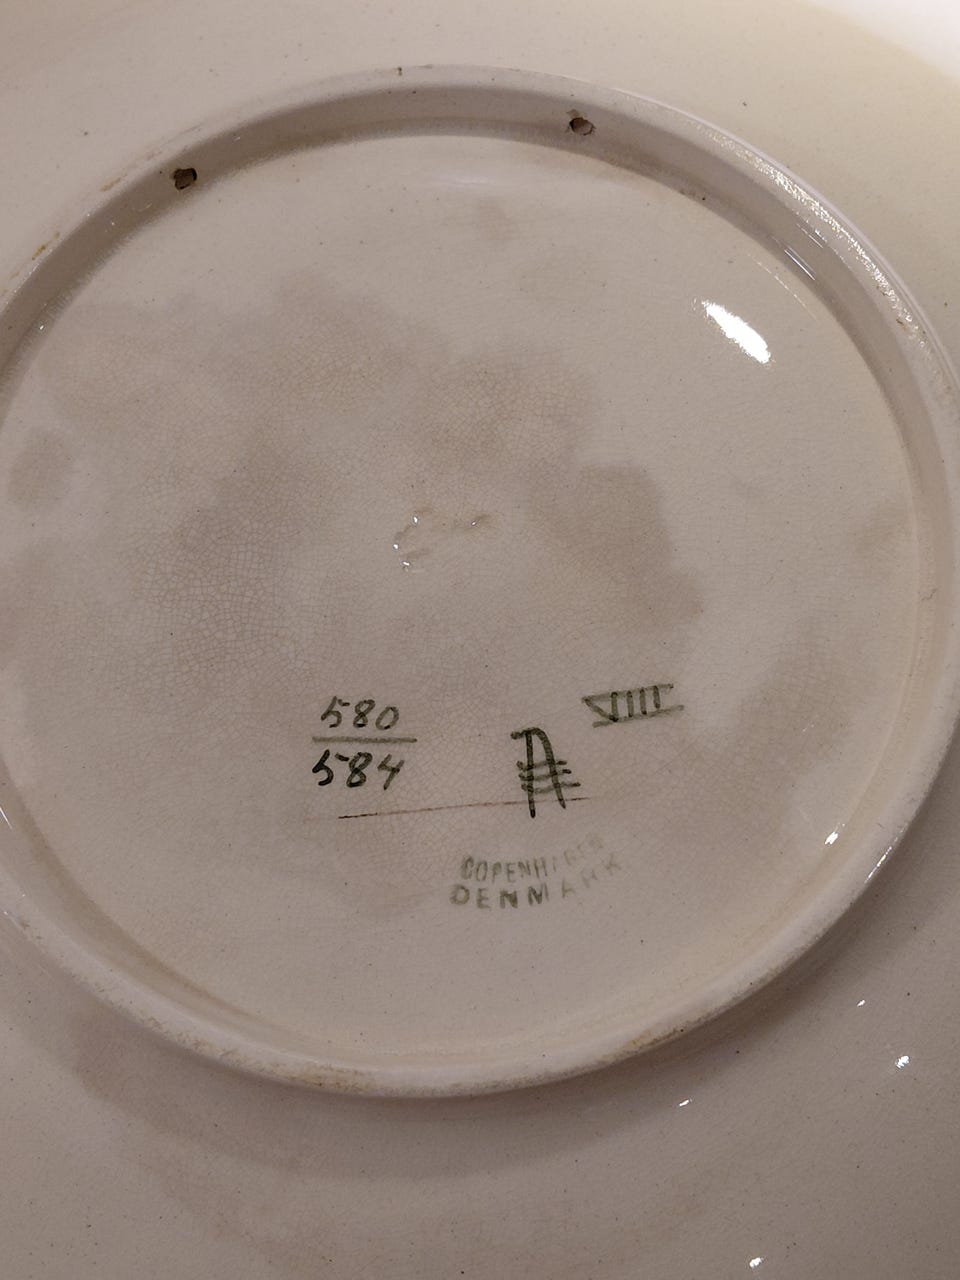 580
584
VIIII
COPENHAGEN
DENMARK